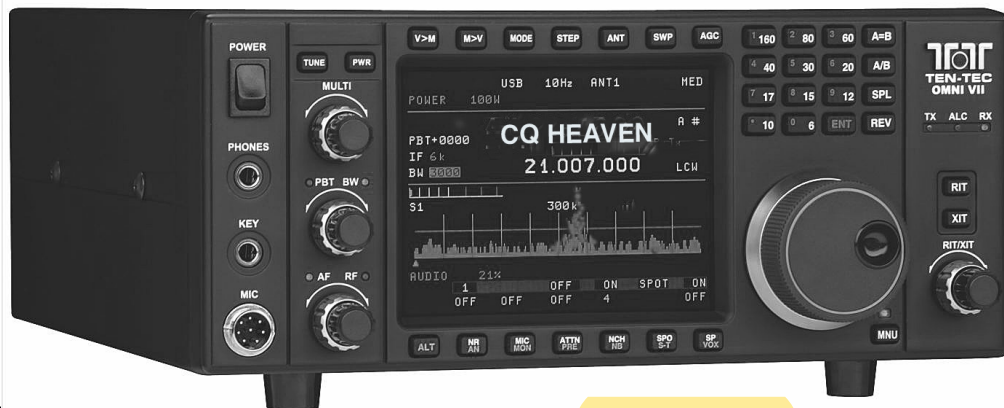 POWER
PHONES
KEY
MIC
TUNE PWR
MULTI
PBT BW
AF RF
V>M M>V MODE STEP ANT SWP AGC
USB 10Hz ANT1 MED
POWER 100W
A #
CQ HEAVEN
PBT+0000
IF 6k
BW 3000
21.007.000
LCW
S1
300k
AUDIO 21%
1 OFF ON SPOT ON
OFF OFF OFF 4 OFF
ALT NR AN MIC MON ATTN PRE NCH NB SPO S-T SP VOX
1 160 2 80 3 60 A=B
4 40 5 30 6 20 A/B
7 17 8 15 9 12 SPL
* 10 0 6 ENT REV
TEN-TEC
OMNI VII
TX ALC RX
RIT
XIT
RIT/XIT
MNU